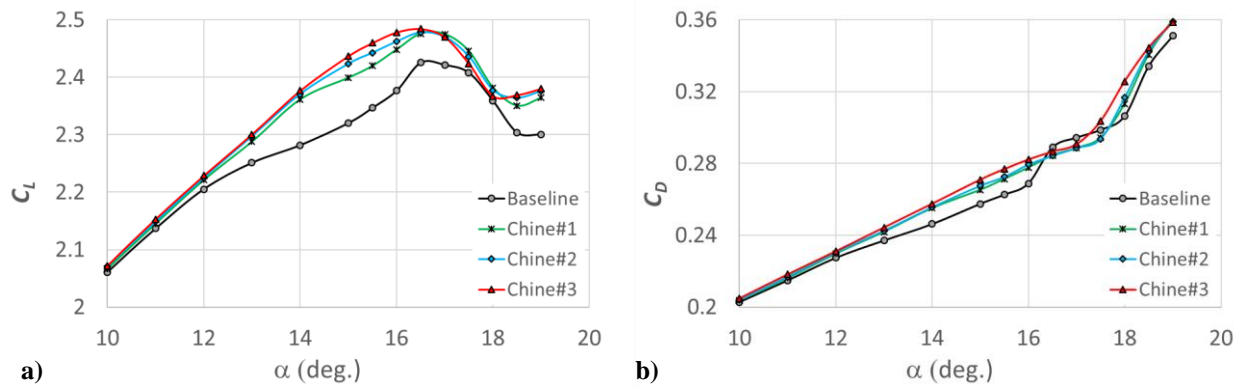 2.5
2.4
2.3
2.2
2.1
2
C_L
10 12 14 16 18 20
α (deg.)
Baseline
Chine#1
Chine#2
Chine#3
a)
0.36
0.32
0.28
0.24
0.2
C_D
10 12 14 16 18 20
α (deg.)
Baseline
Chine#1
Chine#2
Chine#3
b)